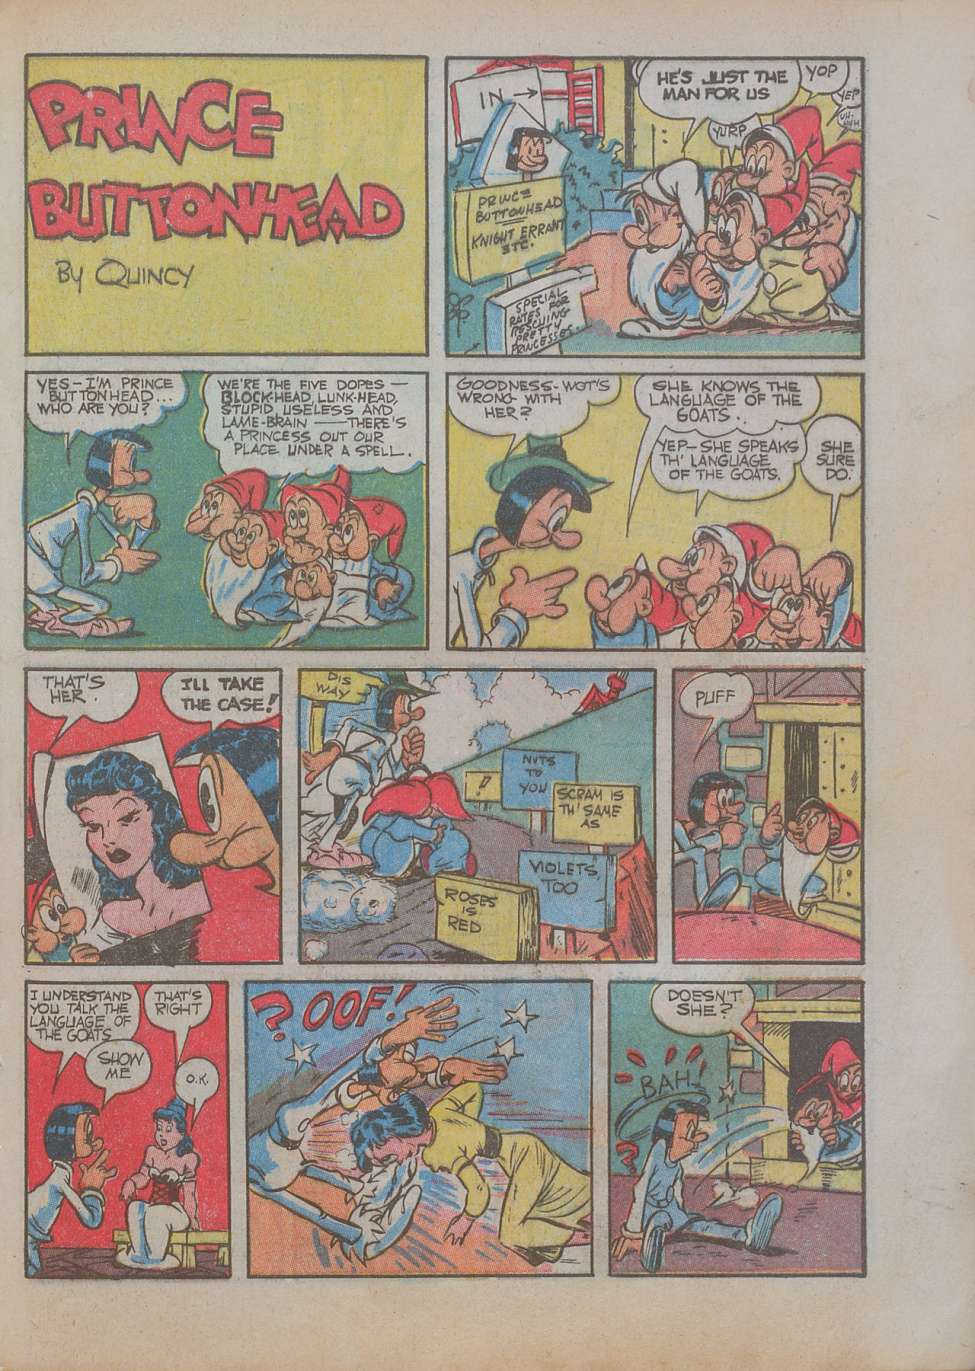 PRINCE
BUTTONHEAD
BY QUINCY
IN →
HE'S JUST THE
MAN FOR US
YOP
YEP
UH-
HUH
YURP
PRINCE
BUTTONHEAD
KNIGHT ERRANT
ETC.
SPECIAL
RATES FOR
RESCUING
PRETTY
PRINCESSES.
YES-I'M PRINCE
BUTTONHEAD...
WHO ARE YOU?
WE'RE THE FIVE DOPES —
BLOCK-HEAD, LUNK-HEAD,
STUPID, USELESS AND
LAME-BRAIN — THERE'S
A PRINCESS OUT OUR
PLACE UNDER A SPELL.
GOODNESS-WOT'S
WRONG WITH
HER?
SHE KNOWS THE
LANGUAGE OF THE
GOATS.
YEP-SHE SPEAKS
TH' LANGUAGE
OF THE GOATS.
SHE
SURE
DO.
THAT'S
HER.
I'LL TAKE
THE CASE!
DIS
WAY
!!
NUTS
TO
YOU
SCRAM IS
TH' SAME
AS
VIOLETS,
TOO
ROSES
IS
RED
PUFF
I UNDERSTAND
YOU TALK THE
LANGUAGE OF
THE GOATS
THAT'S
RIGHT
SHOW
ME
O.K.
? OOF!
DOESN'T
SHE?
BAH!
?